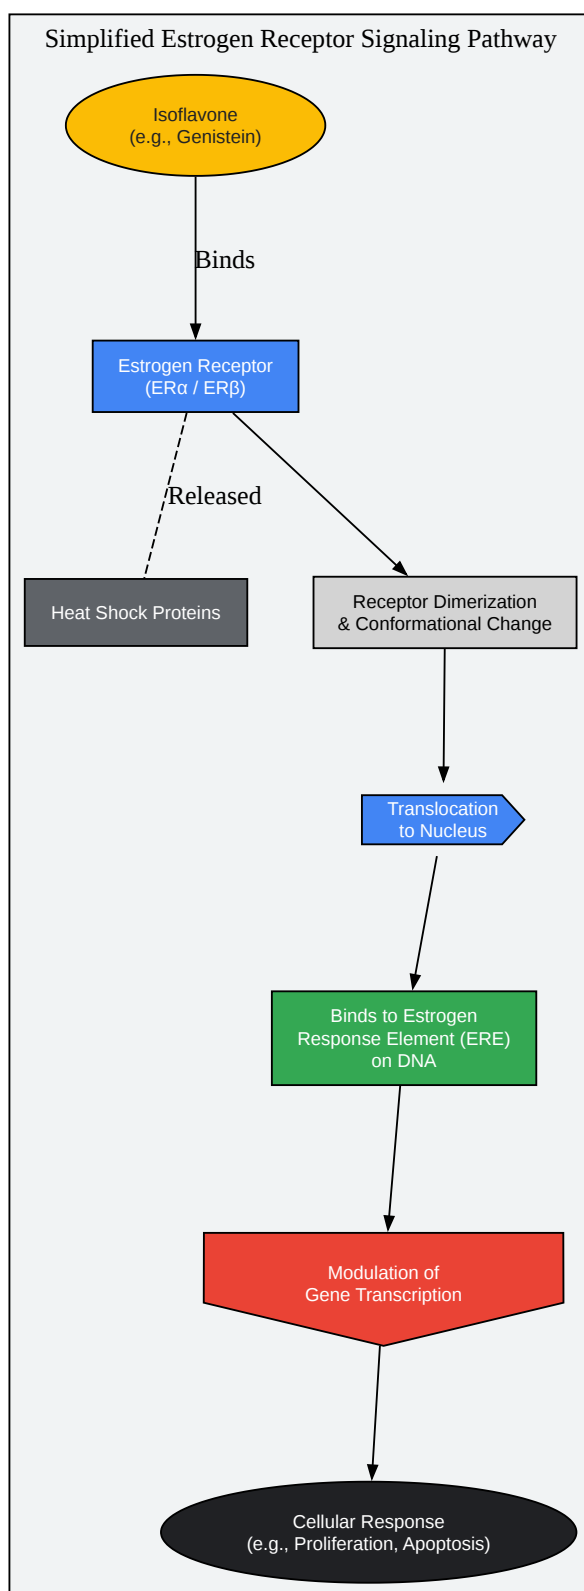 Simplified Estrogen Receptor Signaling Pathway
Isoflavone
(e.g., Genistein)
Binds
Estrogen Receptor
(ERα / ERβ)
Released
Heat Shock Proteins
Receptor Dimerization
& Conformational Change
Translocation
to Nucleus
Binds to Estrogen
Response Element (ERE)
on DNA
Modulation of
Gene Transcription
Cellular Response
(e.g., Proliferation, Apoptosis)